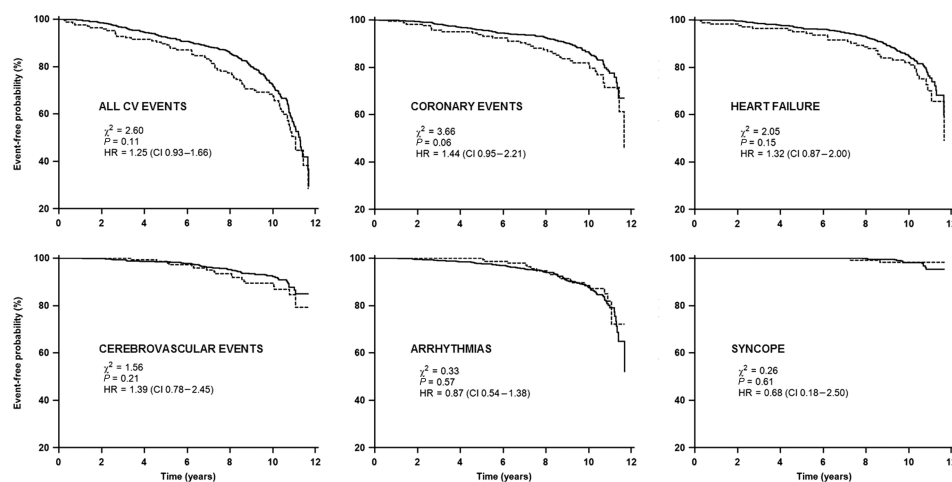 Event-free probability (%)
100
80
60
40
20
ALL CV EVENTS
χ² = 2.60
P = 0.11
HR = 1.25 (CI 0.93–1.66)
0 2 4 6 8 10 12
100
80
60
40
20
CORONARY EVENTS
χ² = 3.66
P = 0.06
HR = 1.44 (CI 0.95–2.21)
0 2 4 6 8 10 12
100
80
60
40
20
HEART FAILURE
χ² = 2.05
P = 0.15
HR = 1.32 (CI 0.87–2.00)
0 2 4 6 8 10 12
Event-free probability (%)
100
80
60
40
20
CEREBROVASCULAR EVENTS
χ² = 1.56
P = 0.21
HR = 1.39 (CI 0.78–2.45)
0 2 4 6 8 10 12
Time (years)
100
80
60
40
20
ARRHYTHMIAS
χ² = 0.33
P = 0.57
HR = 0.87 (CI 0.54–1.38)
0 2 4 6 8 10 12
Time (years)
100
80
60
40
20
SYNCOPE
χ² = 0.26
P = 0.61
HR = 0.68 (CI 0.18–2.50)
0 2 4 6 8 10 12
Time (years)